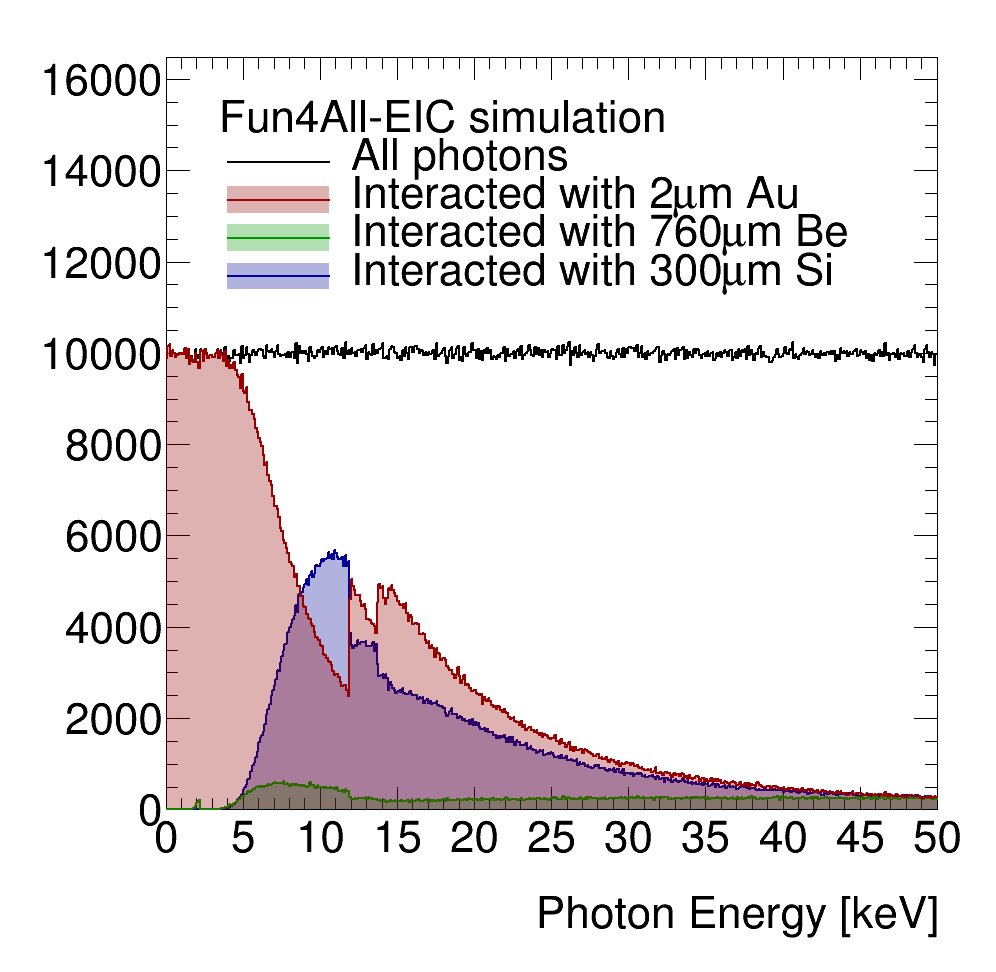 16000
14000
12000
10000
8000
6000
4000
2000
0
Fun4All-EIC simulation
All photons
Interacted with 2μm Au
Interacted with 760μm Be
Interacted with 300μm Si
0 5 10 15 20 25 30 35 40 45 50
Photon Energy [keV]